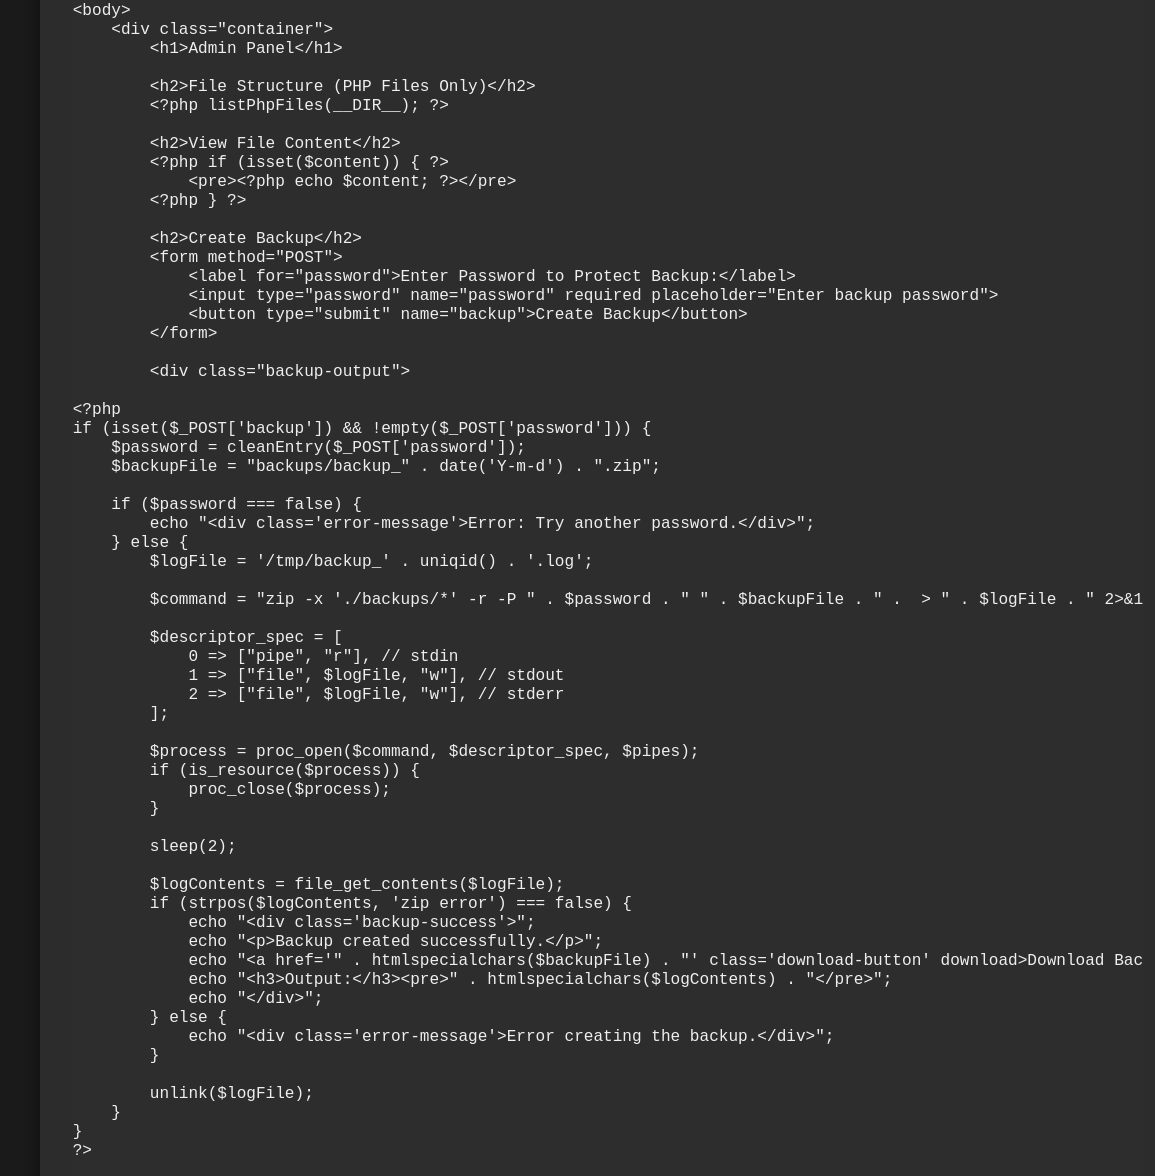 <body>
    <div class="container">
        <h1>Admin Panel</h1>

        <h2>File Structure (PHP Files Only)</h2>
        <?php listPhpFiles(__DIR__); ?>

        <h2>View File Content</h2>
        <?php if (isset($content)) { ?>
            <pre><?php echo $content; ?></pre>
        <?php } ?>

        <h2>Create Backup</h2>
        <form method="POST">
            <label for="password">Enter Password to Protect Backup:</label>
            <input type="password" name="password" required placeholder="Enter backup password">
            <button type="submit" name="backup">Create Backup</button>
        </form>

        <div class="backup-output">

<?php
if (isset($_POST['backup']) && !empty($_POST['password'])) {
    $password = cleanEntry($_POST['password']);
    $backupFile = "backups/backup_" . date('Y-m-d') . ".zip";

    if ($password === false) {
        echo "<div class='error-message'>Error: Try another password.</div>";
    } else {
        $logFile = '/tmp/backup_' . uniqid() . '.log';

        $command = "zip -x './backups/*' -r -P " . $password . " " . $backupFile . " .  > " . $logFile . " 2>&1

        $descriptor_spec = [
            0 => ["pipe", "r"], // stdin
            1 => ["file", $logFile, "w"], // stdout
            2 => ["file", $logFile, "w"], // stderr
        ];

        $process = proc_open($command, $descriptor_spec, $pipes);
        if (is_resource($process)) {
            proc_close($process);
        }

        sleep(2);

        $logContents = file_get_contents($logFile);
        if (strpos($logContents, 'zip error') === false) {
            echo "<div class='backup-success'>";
            echo "<p>Backup created successfully.</p>";
            echo "<a href='" . htmlspecialchars($backupFile) . "' class='download-button' download>Download Bac
            echo "<h3>Output:</h3><pre>" . htmlspecialchars($logContents) . "</pre>";
            echo "</div>";
        } else {
            echo "<div class='error-message'>Error creating the backup.</div>";
        }

        unlink($logFile);
    }
}
?>